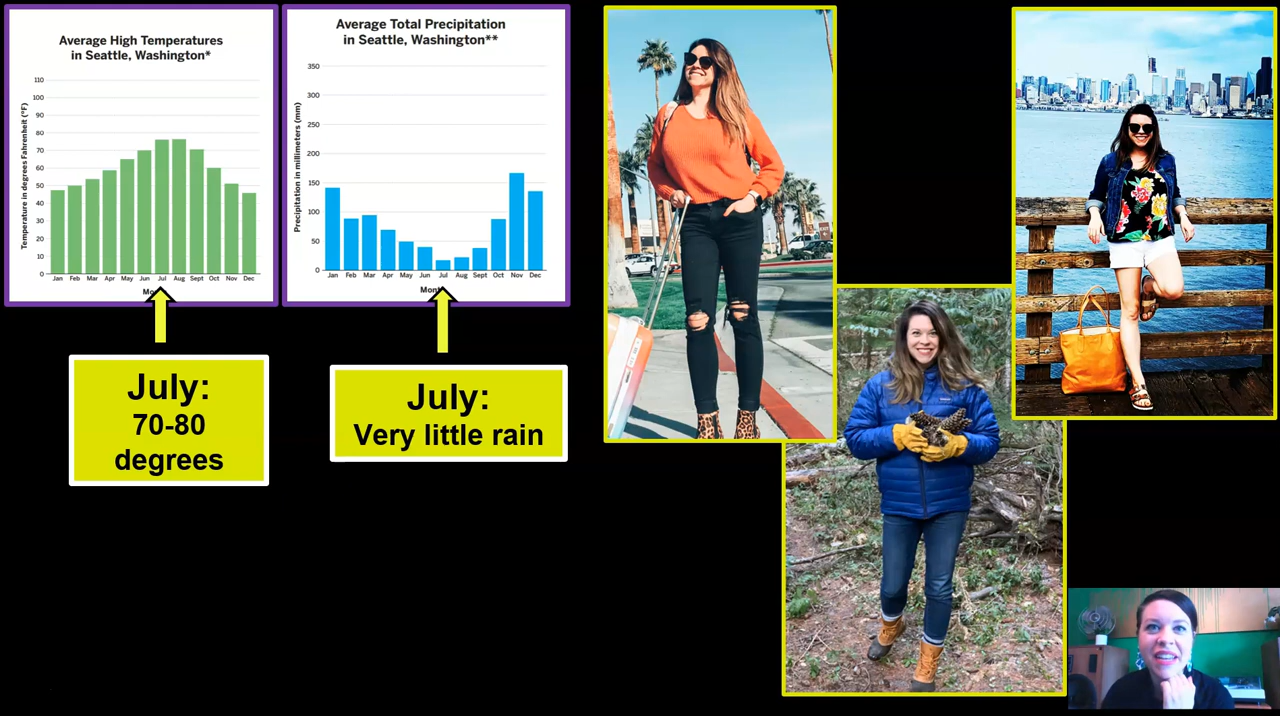 Average High Temperatures
in Seattle, Washington*
Temperature in degrees Fahrenheit (°F)
110
100
90
80
70
60
50
40
30
20
10
0
Jan Feb Mar Apr May Jun Jul Aug Sept Oct Nov Dec
Average Total Precipitation
in Seattle, Washington**
Precipitation in millimeters (mm)
350
300
250
200
150
100
50
0
Jan Feb Mar Apr May Jun Jul Aug Sept Oct Nov Dec
July:
70-80
degrees
July:
Very little rain